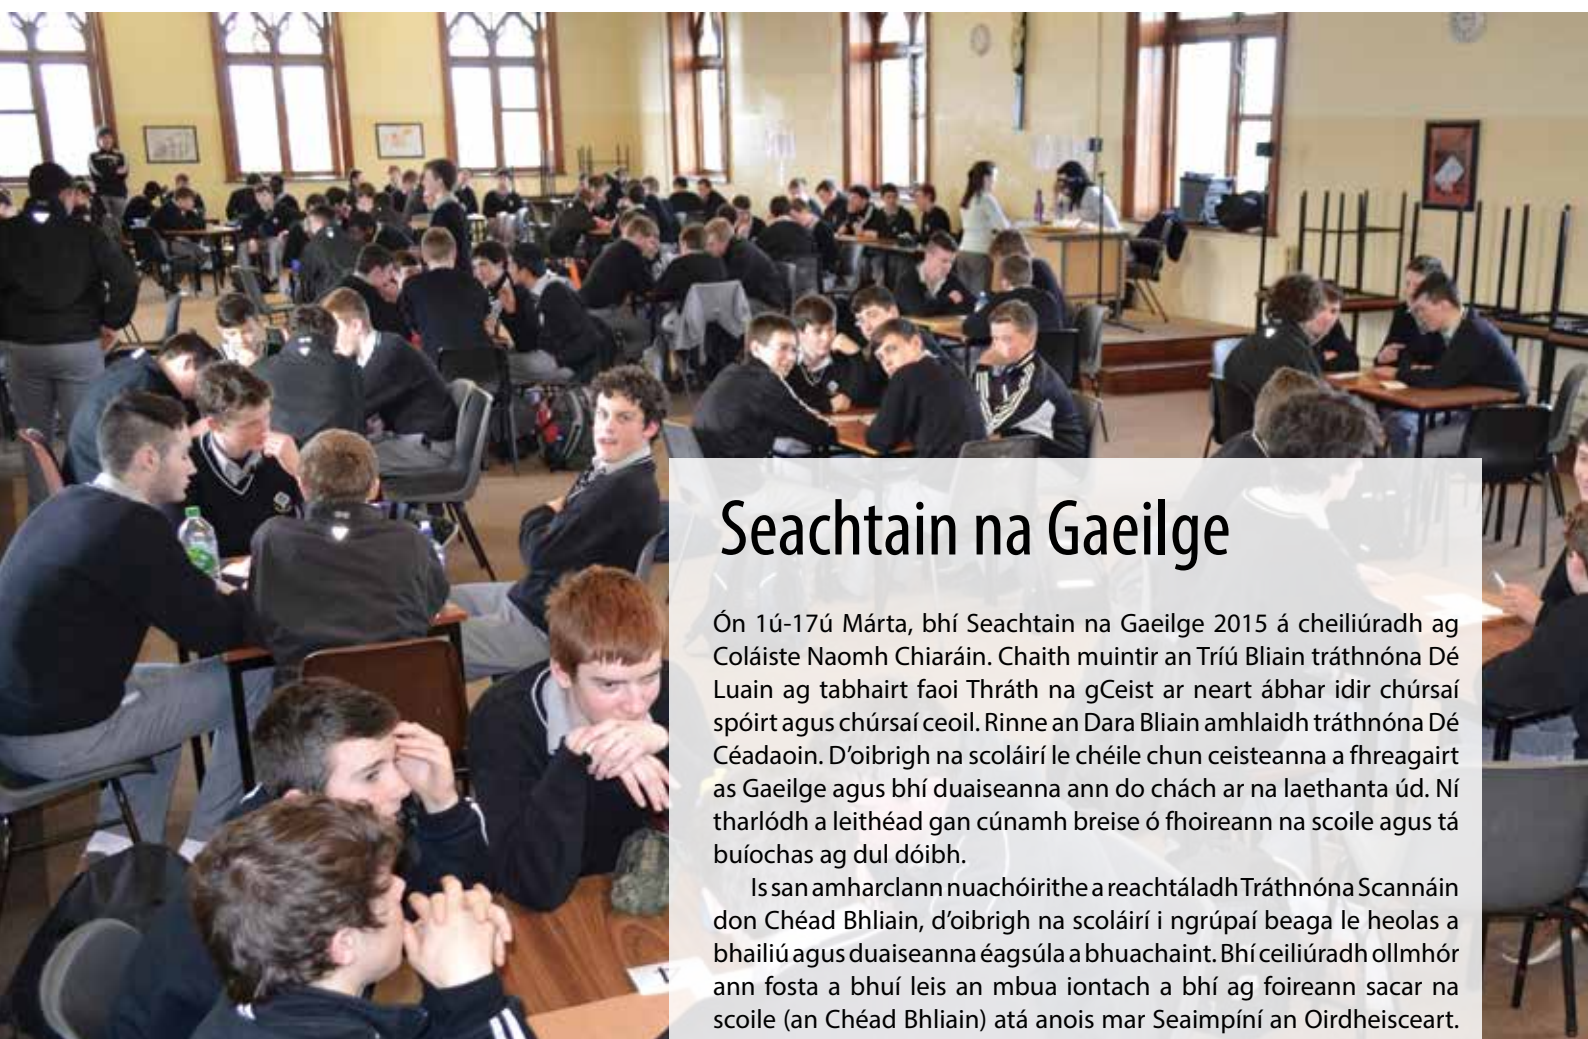 Seachtain na Gaeilge
Ón 1ú-17ú Márta, bhí Seachtain na Gaeilge 2015 á cheiliúradh ag
Coláiste Naomh Chiaráin. Chaith muintir an Tríú Bliain tráthnóna Dé
Luain ag tabhairt faoi Thráth na gCeist ar neart ábhar idir chúrsaí
spóirt agus chúrsaí ceoil. Rinne an Dara Bliain amhlaidh tráthnóna Dé
Céadaoin. D'oibrigh na scoláirí le chéile chun ceisteanna a fhreagairt
as Gaeilge agus bhí duaiseanna ann do chách ar na laethanta úd. Ní
tharlódh a leithéad gan cúnamh breise ó fhoireann na scoile agus tá
buíochas ag dul dóibh.
Is san amharclann nuachóirithe a reachtáladh Tráthnóna Scannáin
don Chéad Bhliain, d'oibrigh na scoláirí i ngrúpaí beaga le heolas a
bhailiú agus duaiseanna éagsúla a bhuachaint. Bhí ceiliúradh ollmhór
ann fosta a bhuí leis an mbua iontach a bhí ag foireann sacar na
scoile (an Chéad Bhliain) atá anois mar Seaimpíní an Oirdheisceart.